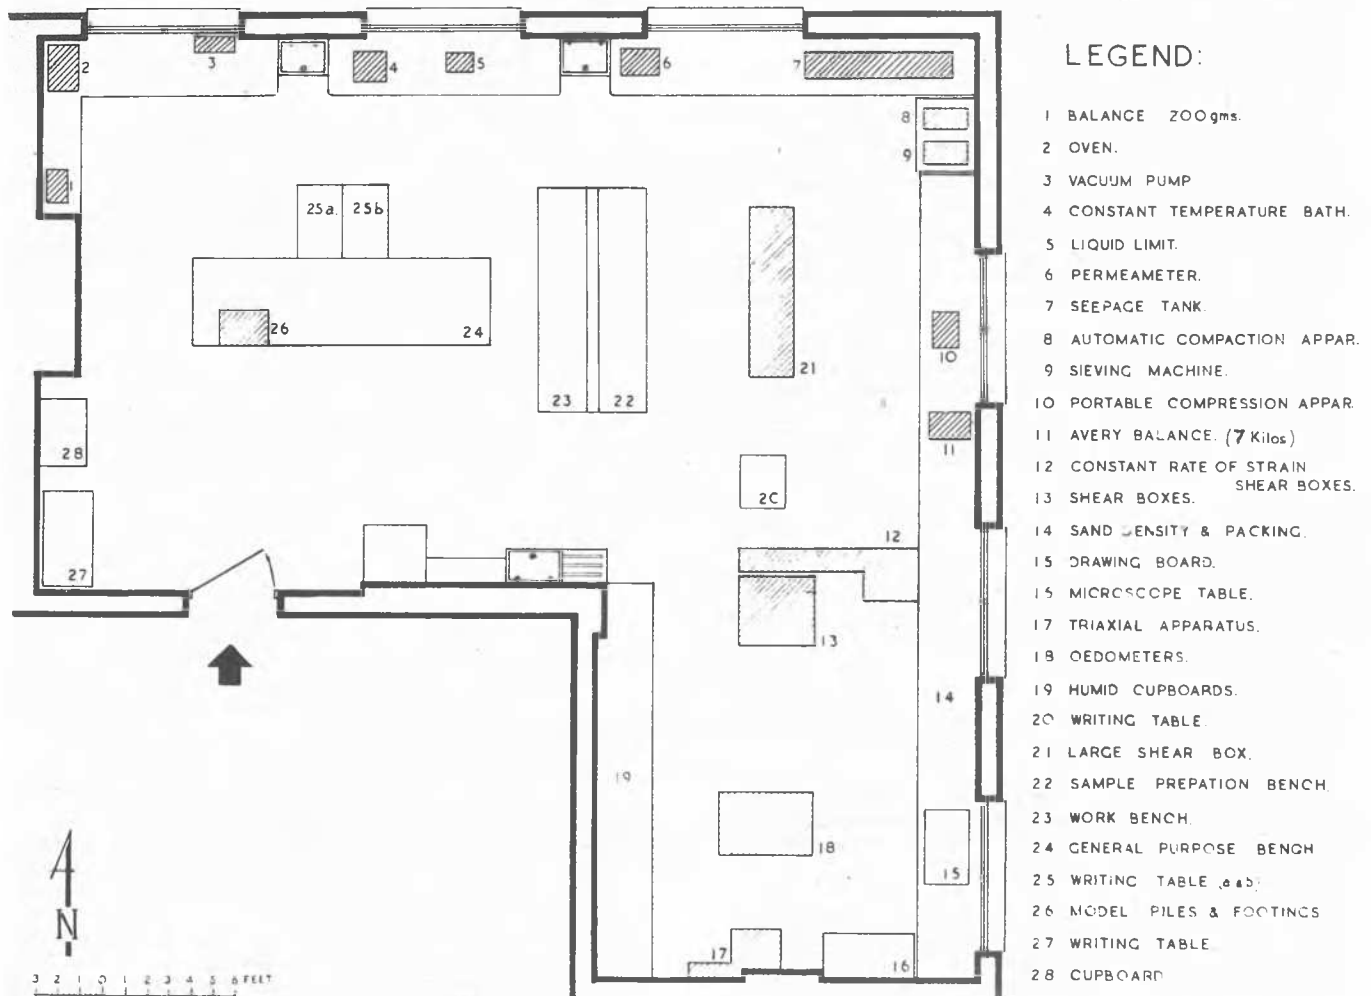 2
3
4
5
6
7
8
9
1
25a.
25b
26
24
23
22
21
10
11
28
27
2C
12
13
14
19
18
15
17
16
N
3 2 1 0 1 2 3 4 5 6 FEET
LEGEND:
1 BALANCE 200gms.
2 OVEN.
3 VACUUM PUMP
4 CONSTANT TEMPERATURE BATH.
5 LIQUID LIMIT.
6 PERMEAMETER.
7 SEEPAGE TANK.
8 AUTOMATIC COMPACTION APPAR.
9 SIEVING MACHINE.
10 PORTABLE COMPRESSION APPAR.
11 AVERY BALANCE. (7 Kilos)
12 CONSTANT RATE OF STRAIN
SHEAR BOXES.
13 SHEAR BOXES.
14 SAND DENSITY & PACKING.
15 DRAWING BOARD.
15 MICROSCOPE TABLE.
17 TRIAXIAL APPARATUS.
18 OEDOMETERS.
19 HUMID CUPBOARDS.
20 WRITING TABLE.
21 LARGE SHEAR BOX.
22 SAMPLE PREPATION BENCH.
23 WORK BENCH.
24 GENERAL PURPOSE BENCH
25 WRITING TABLE (a&b)
26 MODEL PILES & FOOTINGS
27 WRITING TABLE
28 CUPBOARD